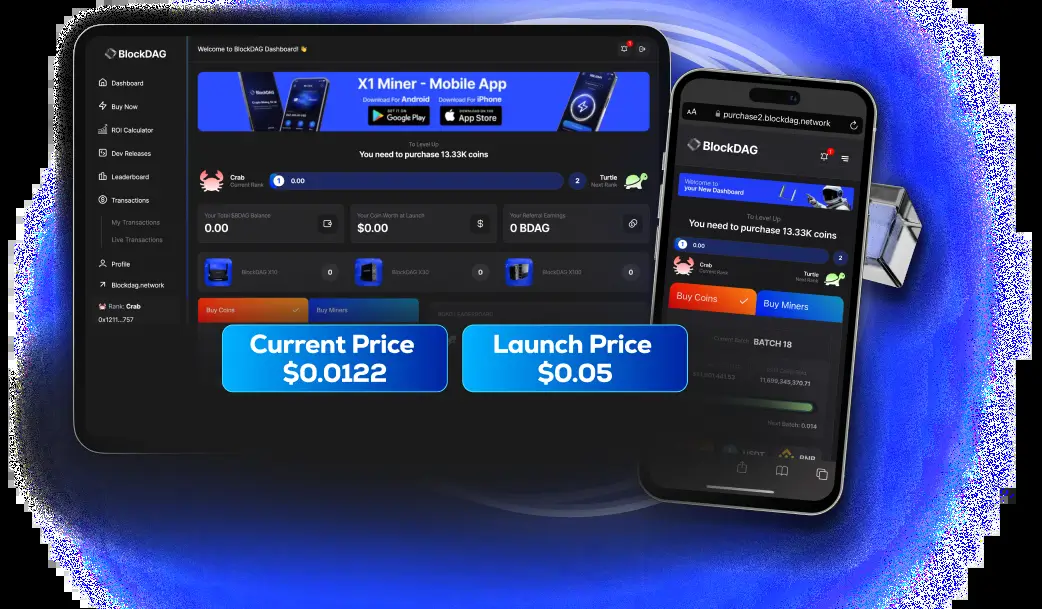 BlockDAG
Welcome to BlockDAG Dashboard! 👋
Dashboard
Buy Now
ROI Calculator
Dev Releases
Leaderboard
Transactions
My Transactions
Live Transactions
Profile
Blockdag.network
Rank: Crab
0x1211...757
X1 Miner - Mobile App
Download For Android
Download For iPhone
GET IT ON
Google Play
Download on the
App Store
To Level Up
You need to purchase 13.33K coins
Crab
Current Rank
1
0.00
2
Turtle
Next Rank
Your Total $BDAG Balance
0.00
Your Coin Worth at Launch
$0.00
$
Your Referral Earnings
0 BDAG
BlockDAG X10
0
BlockDAG X30
0
BlockDAG X100
0
Buy Coins
Buy Miners
Current Price
$0.0122
Launch Price
$0.05
AA
purchase2.blockdag.network
BlockDAG
1
Welcome to
your New Dashboard
To Level Up
You need to purchase 13.33K coins
1
0.00
2
Crab
Current Rank
Turtle
Next Rank
Buy Coins
Buy Miners
BATCH 18
11,699,345,370.71
Next Batch: 0.014
BNB